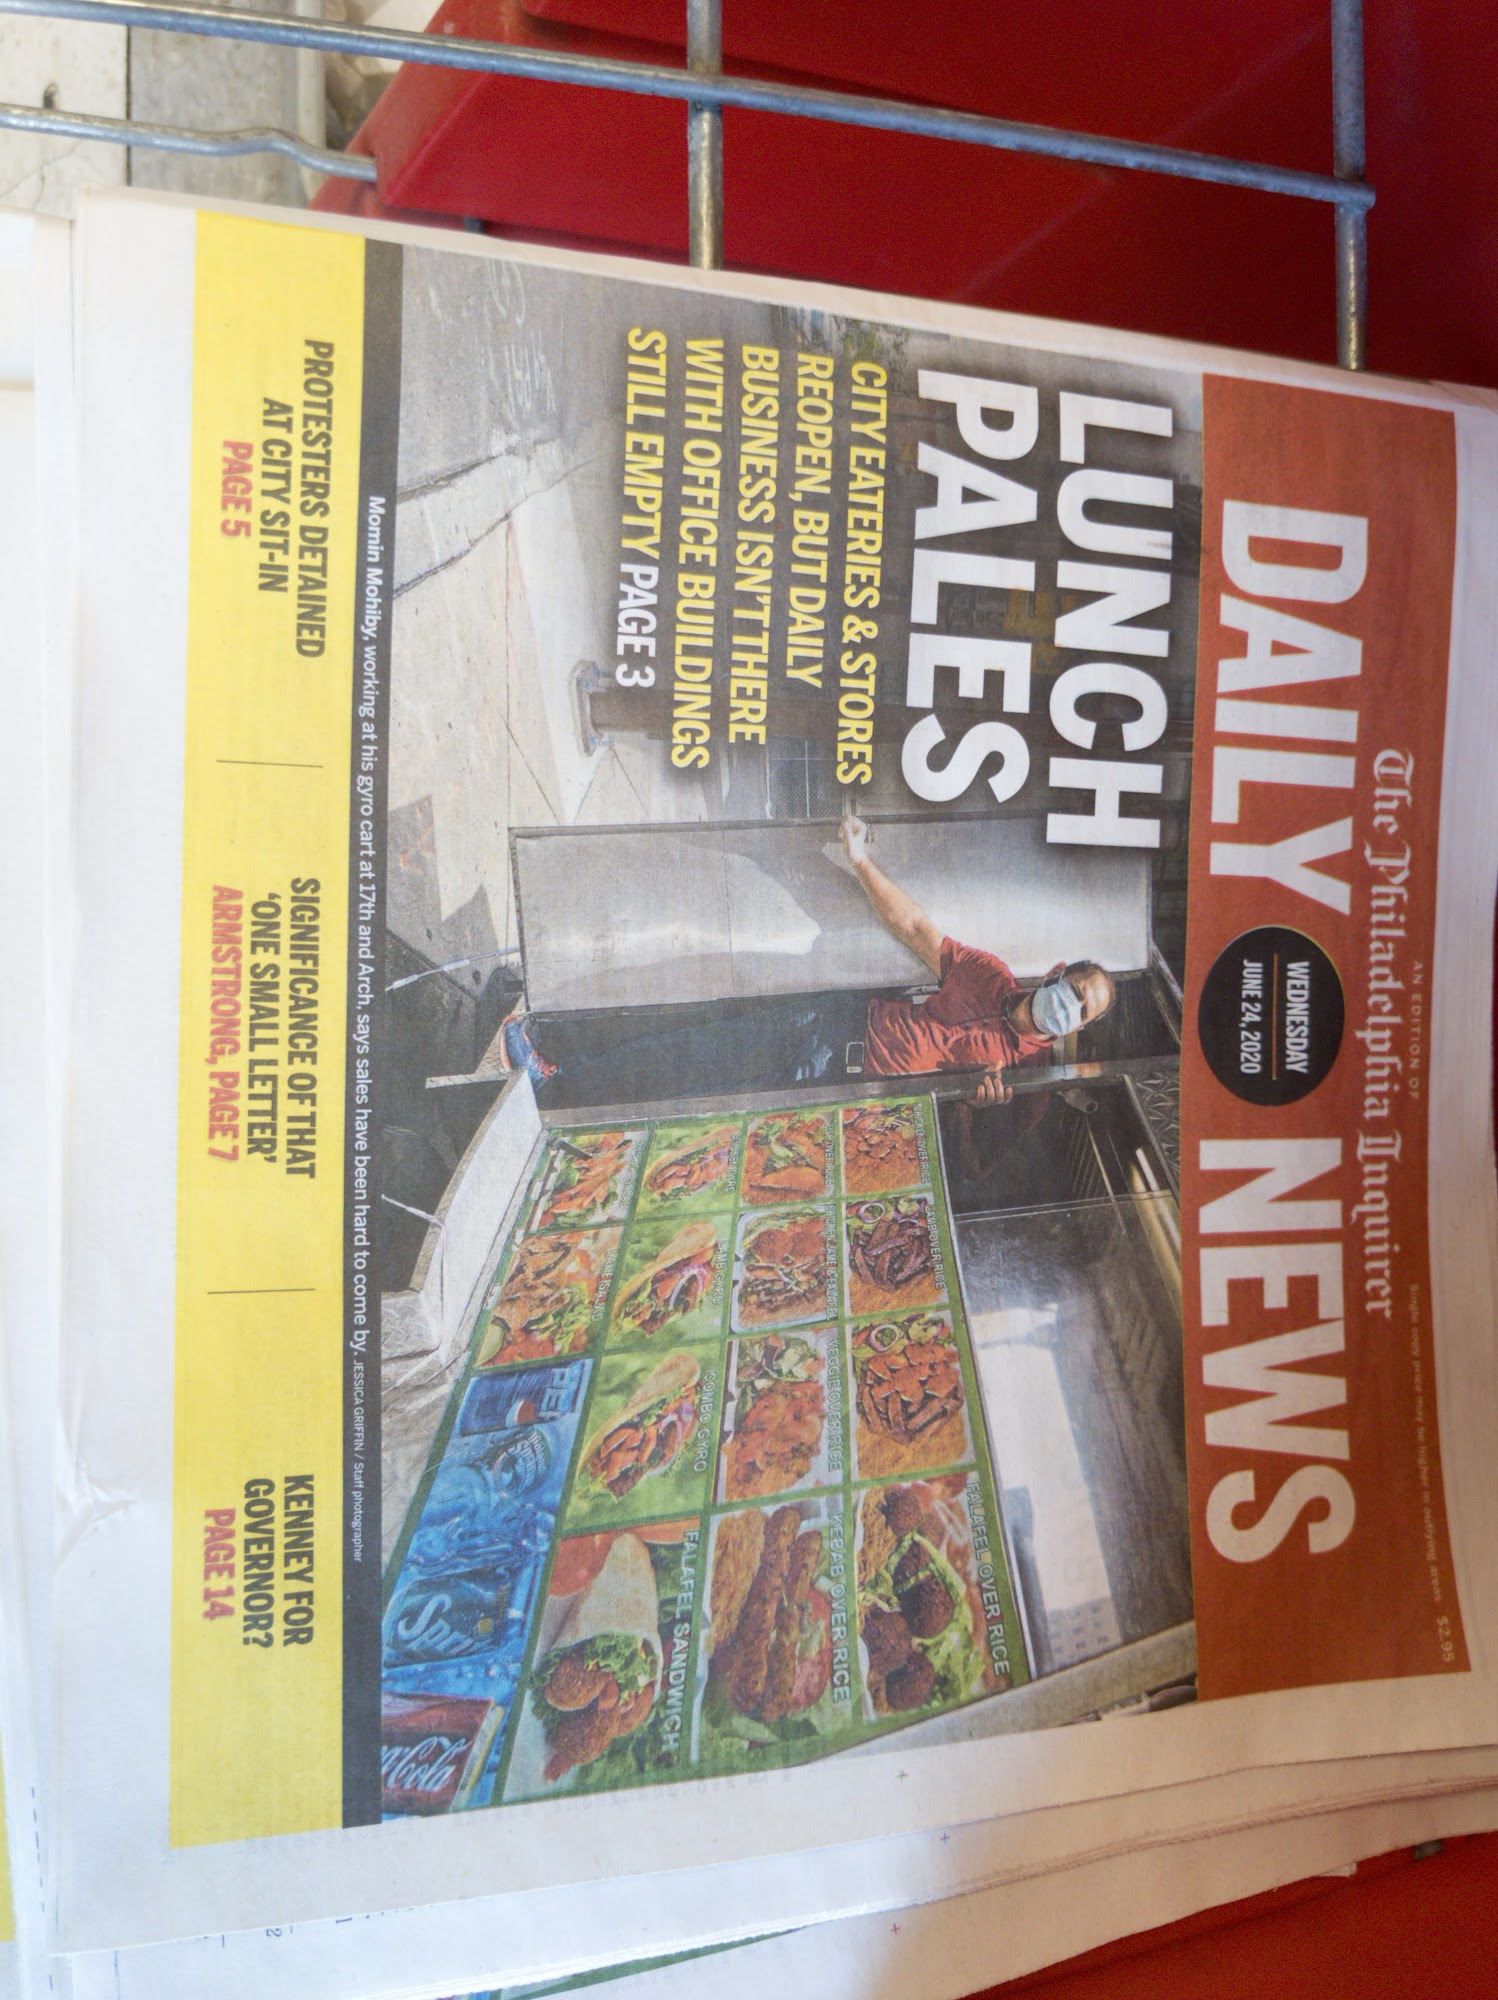 AN EDITION OF
Single copy price may be higher in outlying areas $2.95
The Philadelphia Inquirer
DAILY NEWS
WEDNESDAY
JUNE 24, 2020
LUNCH
PALES
CITY EATERIES & STORES
REOPEN, BUT DAILY
BUSINESS ISN'T THERE
WITH OFFICE BUILDINGS
STILL EMPTY PAGE 3
CHICKEN OVER RICE
LAMB OVER RICE
FALAFEL OVER RICE
VEGGIE OVER RICE
KEBAB OVER RICE
LAMB GYRO
COMBO GYRO
FALAFEL SANDWICH
Momin Mohiby, working at his gyro cart at 17th and Arch, says sales have been hard to come by. JESSICA GRIFFIN / Staff photographer
PROTESTERS DETAINED
AT CITY SIT-IN
PAGE 5
SIGNIFICANCE OF THAT
'ONE SMALL LETTER'
ARMSTRONG, PAGE 7
KENNEY FOR
GOVERNOR?
PAGE 14